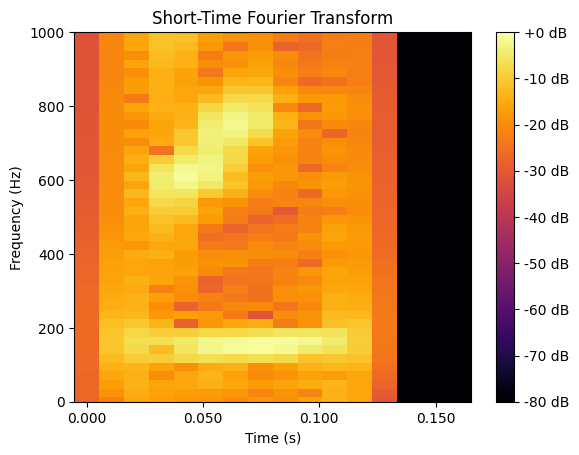 Short-Time Fourier Transform
1000
800
600
400
200
0
Frequency (Hz)
0.000
0.050
0.100
0.150
Time (s)
+0 dB
-10 dB
-20 dB
-30 dB
-40 dB
-50 dB
-60 dB
-70 dB
-80 dB